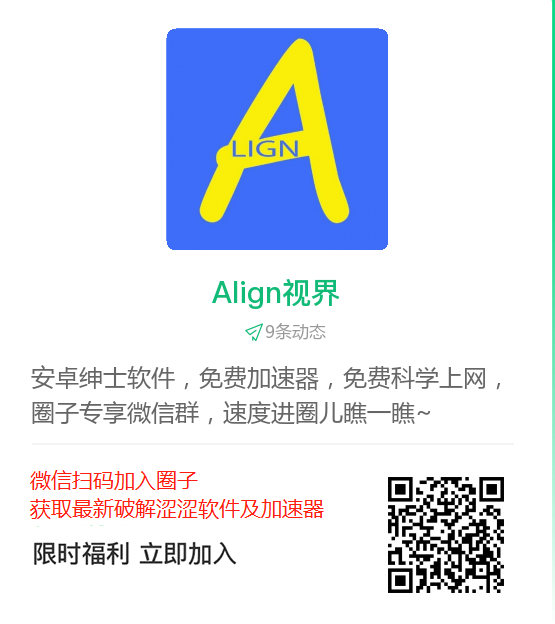 LIGN
Align视界
9条动态
安卓绅士软件，免费加速器，免费科学上网，
圈子专享微信群，速度进圈儿瞧一瞧~
微信扫码加入圈子
获取最新破解涩涩软件及加速器
限时福利 立即加入